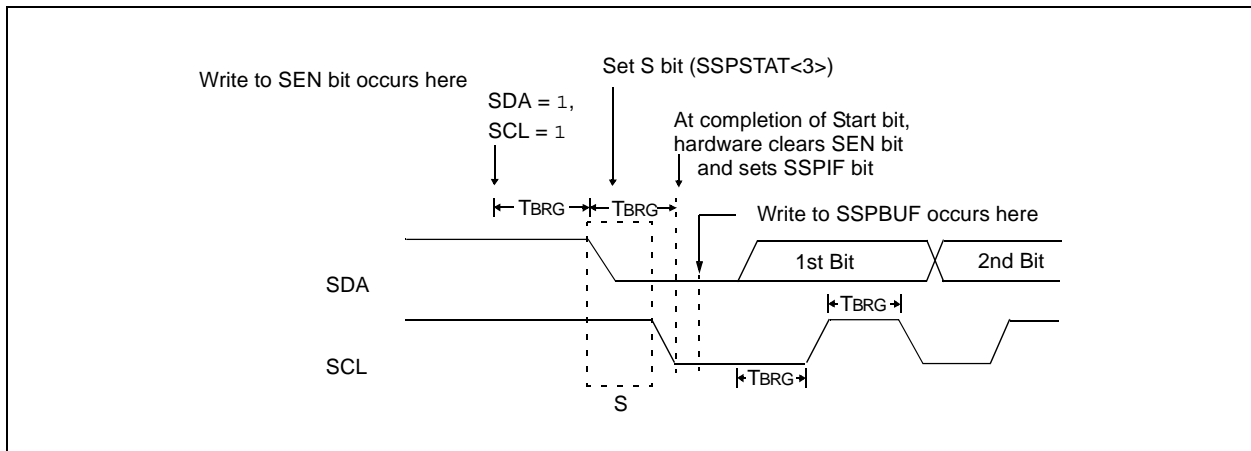 Write to SEN bit occurs here
Set S bit (SSPSTAT<3>)
SDA = 1,
SCL = 1
At completion of Start bit,
hardware clears SEN bit
and sets SSPIF bit
TBRG
TBRG
Write to SSPBUF occurs here
SDA
1st Bit
2nd Bit
TBRG
SCL
TBRG
S